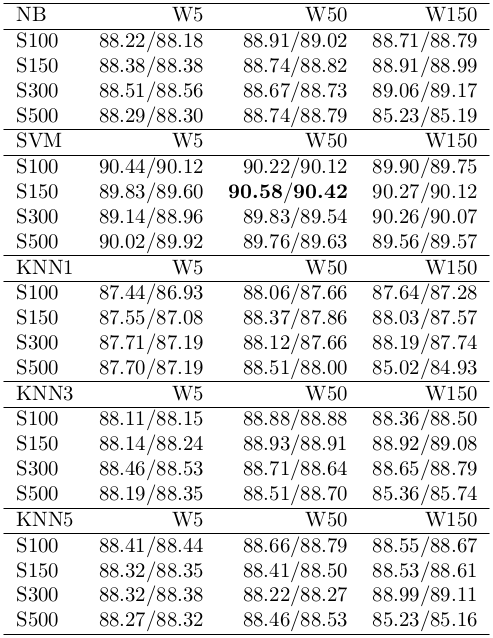 NB W5 W50 W150
S100 88.22/88.18 88.91/89.02 88.71/88.79
S150 88.38/88.38 88.74/88.82 88.91/88.99
S300 88.51/88.56 88.67/88.73 89.06/89.17
S500 88.29/88.30 88.74/88.79 85.23/85.19
SVM W5 W50 W150
S100 90.44/90.12 90.22/90.12 89.90/89.75
S150 89.83/89.60 90.58/90.42 90.27/90.12
S300 89.14/88.96 89.83/89.54 90.26/90.07
S500 90.02/89.92 89.76/89.63 89.56/89.57
KNN1 W5 W50 W150
S100 87.44/86.93 88.06/87.66 87.64/87.28
S150 87.55/87.08 88.37/87.86 88.03/87.57
S300 87.71/87.19 88.12/87.66 88.19/87.74
S500 87.70/87.19 88.51/88.00 85.02/84.93
KNN3 W5 W50 W150
S100 88.11/88.15 88.88/88.88 88.36/88.50
S150 88.14/88.24 88.93/88.91 88.92/89.08
S300 88.46/88.53 88.71/88.64 88.65/88.79
S500 88.19/88.35 88.51/88.70 85.36/85.74
KNN5 W5 W50 W150
S100 88.41/88.44 88.66/88.79 88.55/88.67
S150 88.32/88.35 88.41/88.50 88.53/88.61
S300 88.32/88.38 88.22/88.27 88.99/89.11
S500 88.27/88.32 88.46/88.53 85.23/85.16